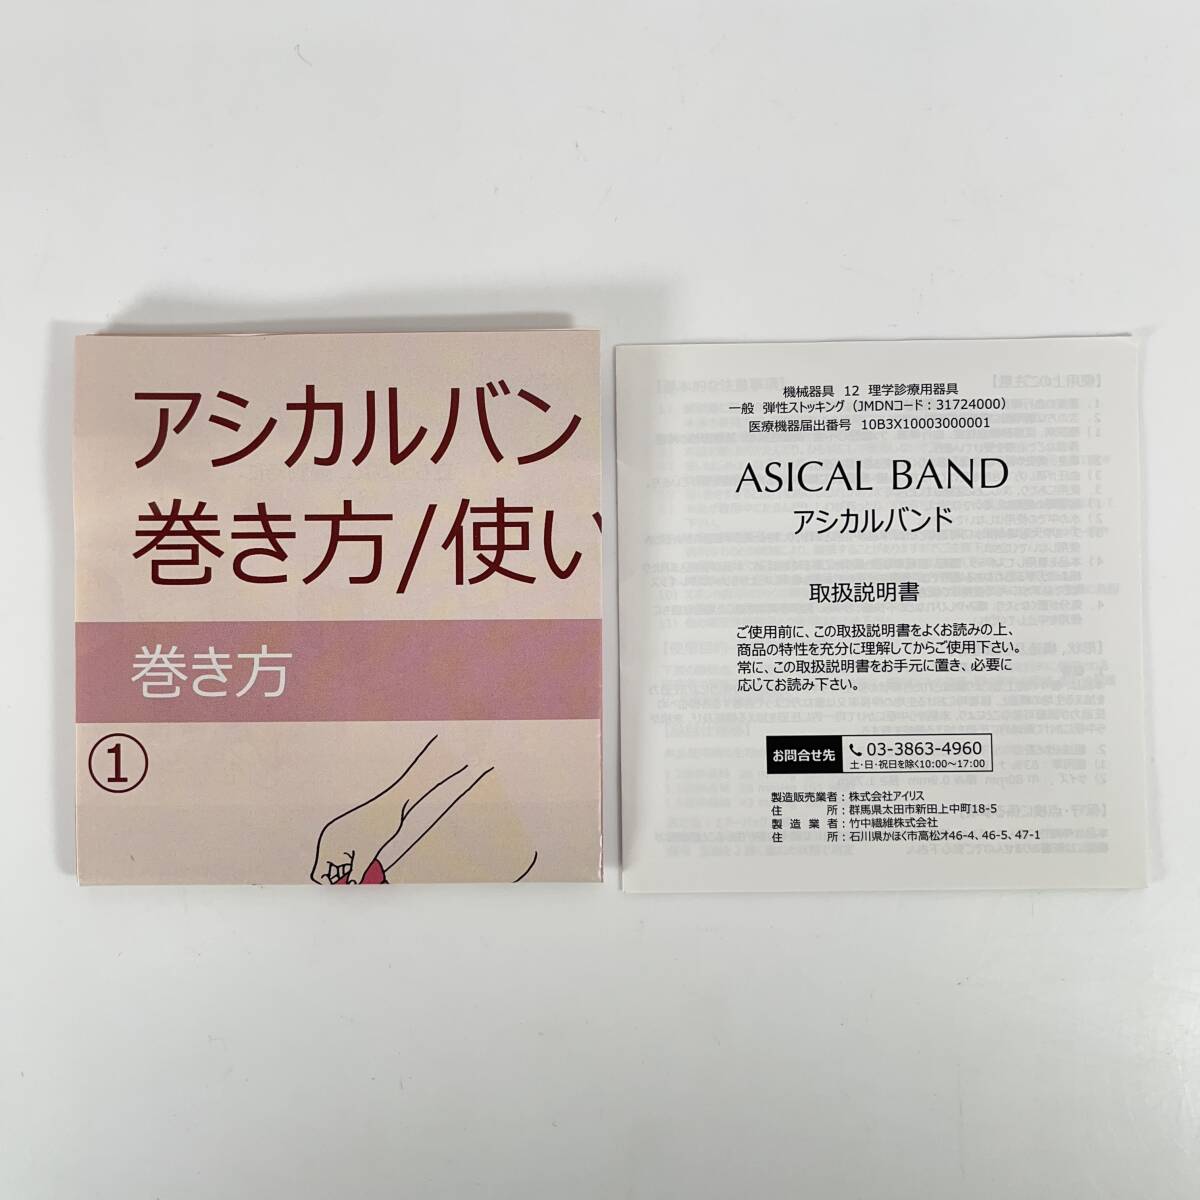 アシカルバン
巻き方/使い
巻き方
①
機械器具 12 理学診療用器具
一般 弾性ストッキング（JMDNコード：31724000）
医療機器届出番号 10B3X10003000001
ASICAL BAND
アシカルバンド
取扱説明書
ご使用前に、この取扱説明書をよくお読みの上、
商品の特性を充分に理解してからご使用下さい。
常に、この取扱説明書をお手元に置き、必要に
応じてお読み下さい。
お問合せ先
03-3863-4960
土・日・祝日を除く10:00～17:00
製造販売業者：株式会社アイリス
住 所：群馬県太田市新田上中町18-5
製 造 業 者：竹中繊維株式会社
住 所：石川県かほく市高松オ46-4、46-5、47-1